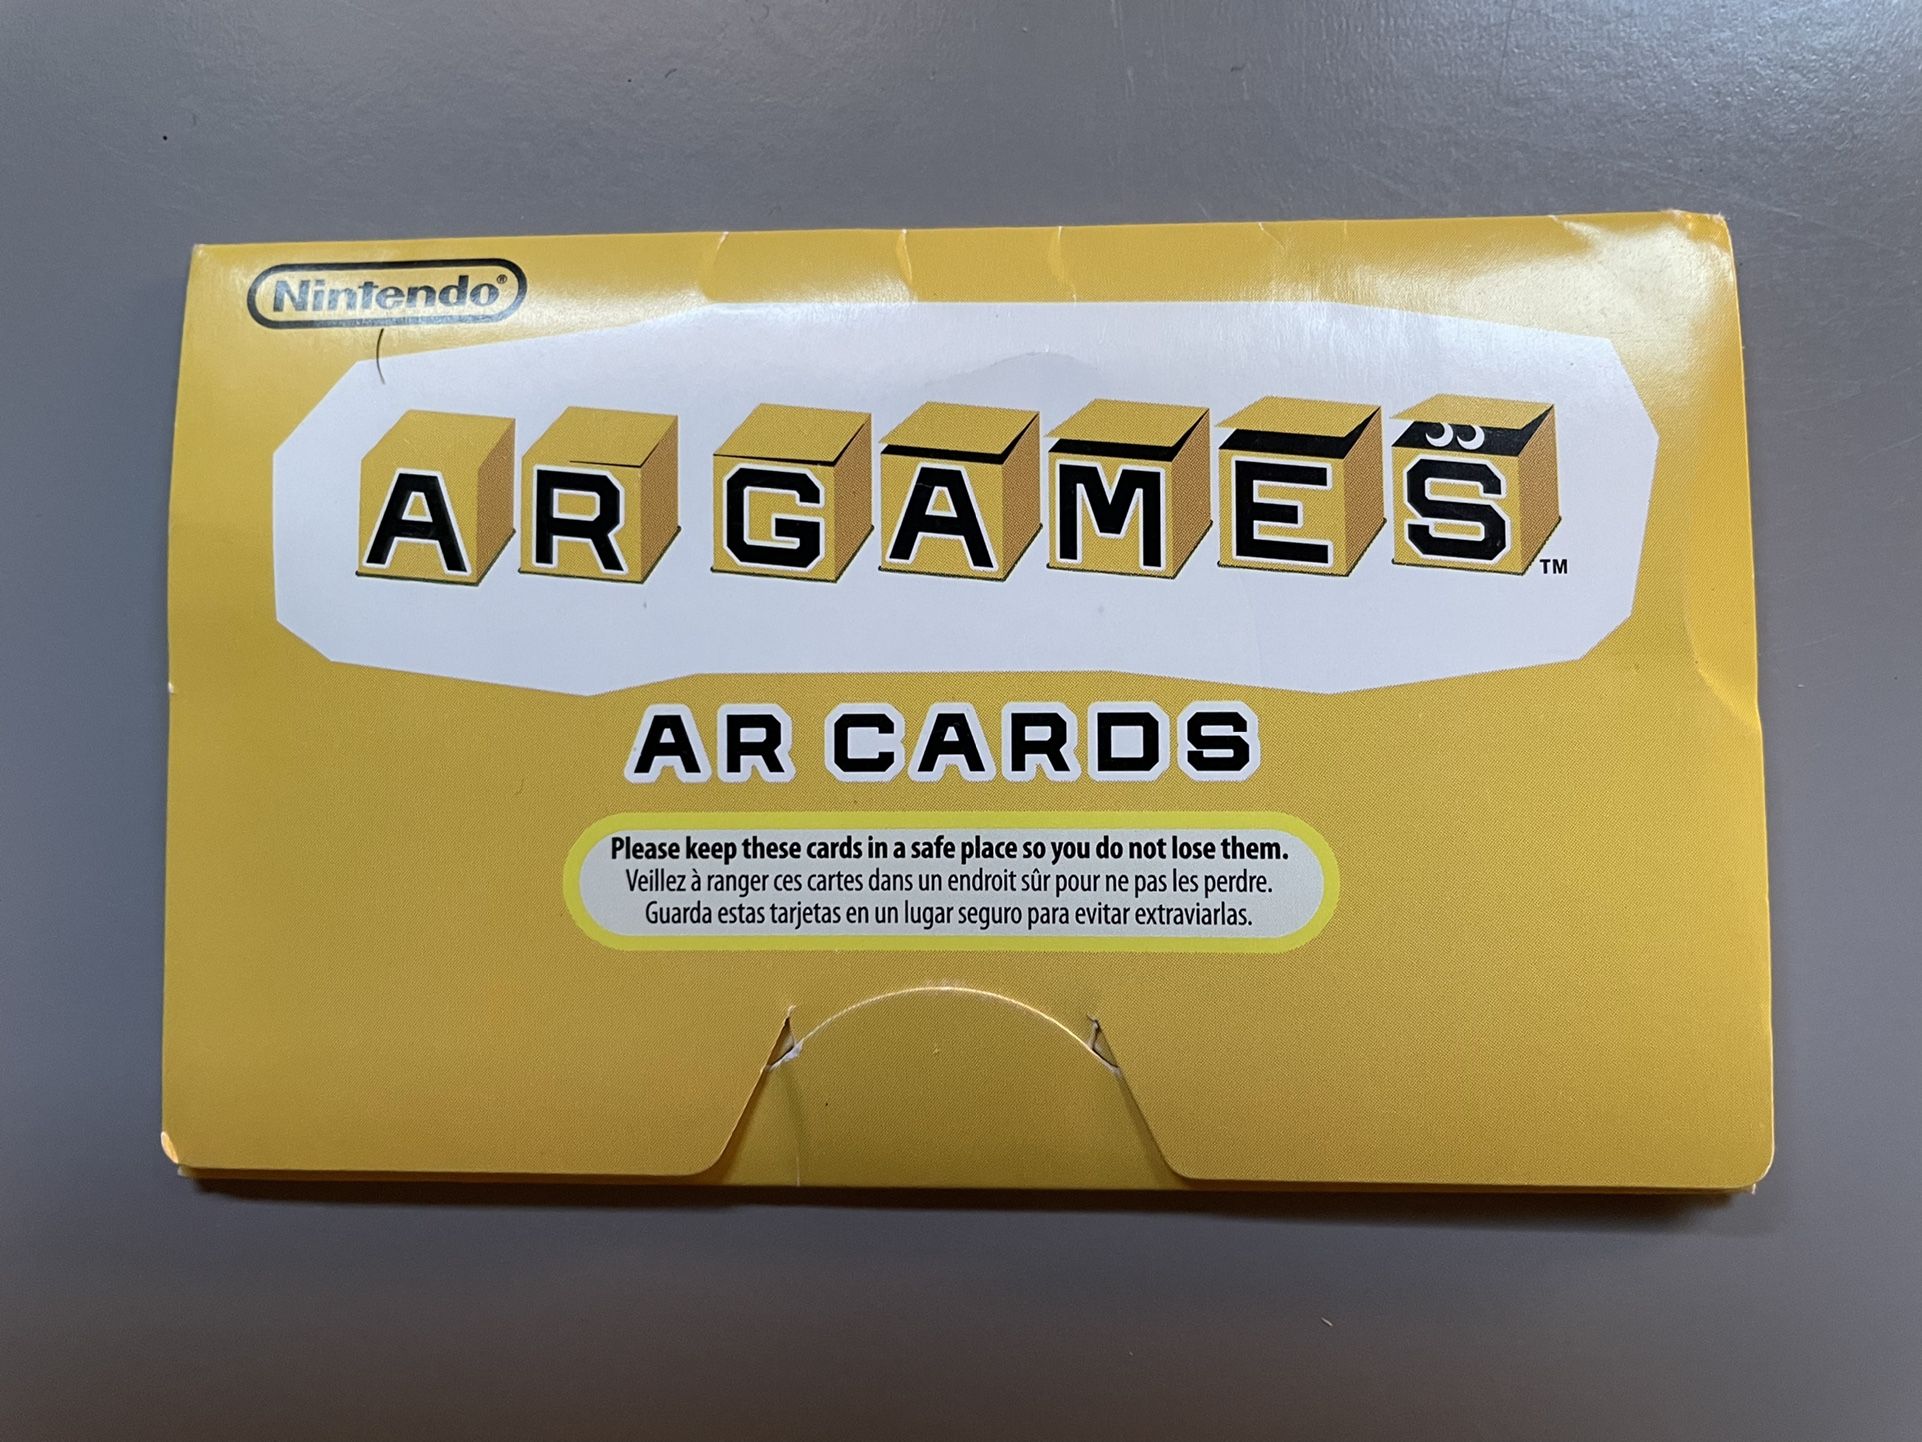 Nintendo®
AR GAMES™
AR CARDS
Please keep these cards in a safe place so you do not lose them.
Veillez à ranger ces cartes dans un endroit sûr pour ne pas les perdre.
Guarda estas tarjetas en un lugar seguro para evitar extraviarlas.